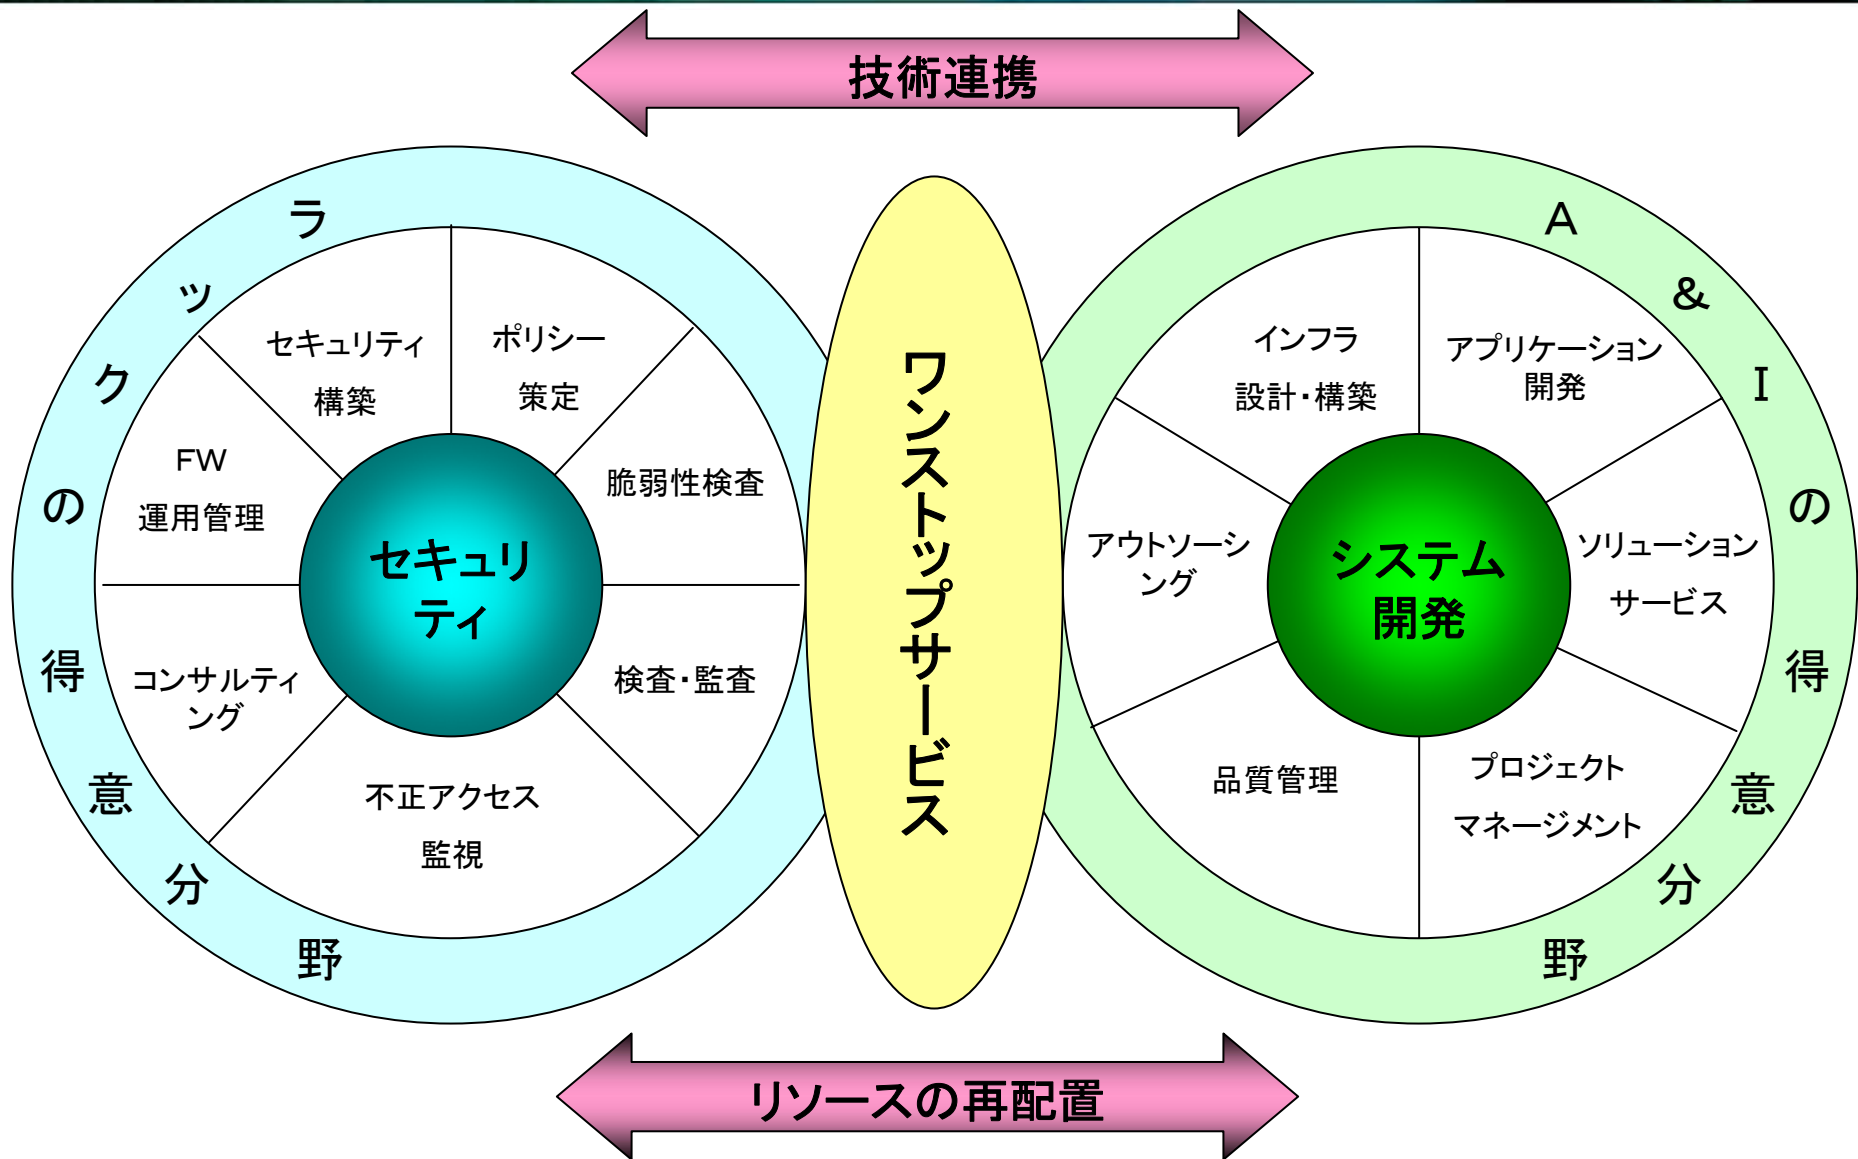 技術連携
ラックの得意分野
セキュリティ
構築
ポリシー
策定
FW
運用管理
脆弱性検査
セキュリ
ティ
コンサルティ
ング
検査・監査
不正アクセス
監視
ワンストップサービス
A&Iの得意分野
インフラ
設計・構築
アプリケーション
開発
アウトソーシ
ング
システム
開発
ソリューション
サービス
品質管理
プロジェクト
マネージメント
リソースの再配置